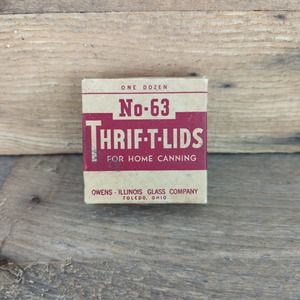 ONE DOZEN
No-63
THRIF-T-LIDS
FOR HOME CANNING
OWENS-ILLINOIS GLASS COMPANY
TOLEDO, OHIO